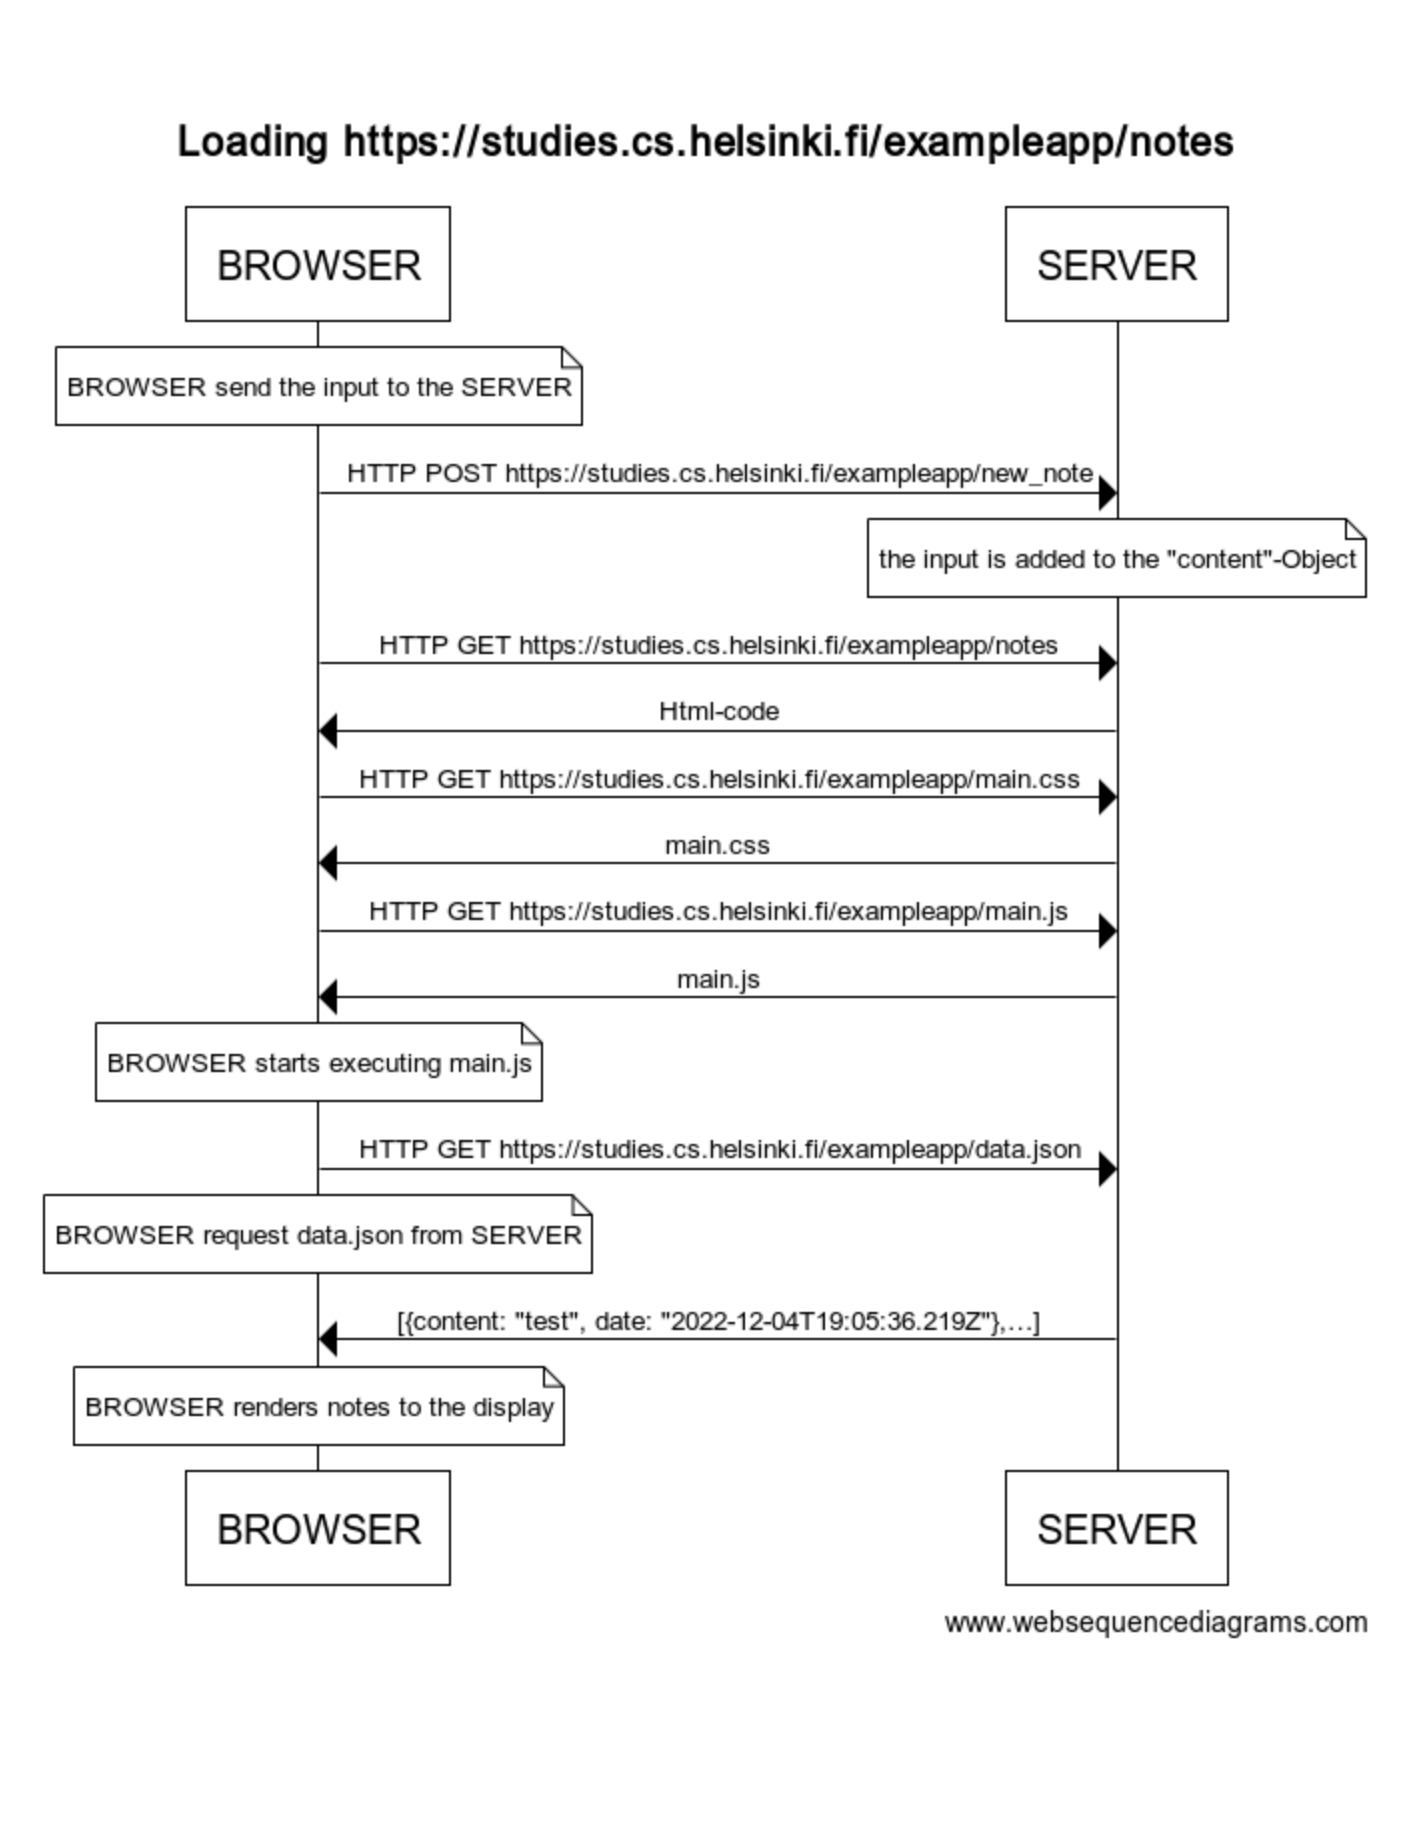 Loading https://studies.cs.helsinki.fi/exampleapp/notes
BROWSER
SERVER
BROWSER send the input to the SERVER
HTTP POST https://studies.cs.helsinki.fi/exampleapp/new_note
the input is added to the "content"-Object
HTTP GET https://studies.cs.helsinki.fi/exampleapp/notes
Html-code
HTTP GET https://studies.cs.helsinki.fi/exampleapp/main.css
main.css
HTTP GET https://studies.cs.helsinki.fi/exampleapp/main.js
main.js
BROWSER starts executing main.js
HTTP GET https://studies.cs.helsinki.fi/exampleapp/data.json
BROWSER request data.json from SERVER
[{content: "test", date: "2022-12-04T19:05:36.219Z"},…]
BROWSER renders notes to the display
BROWSER
SERVER
www.websequencediagrams.com